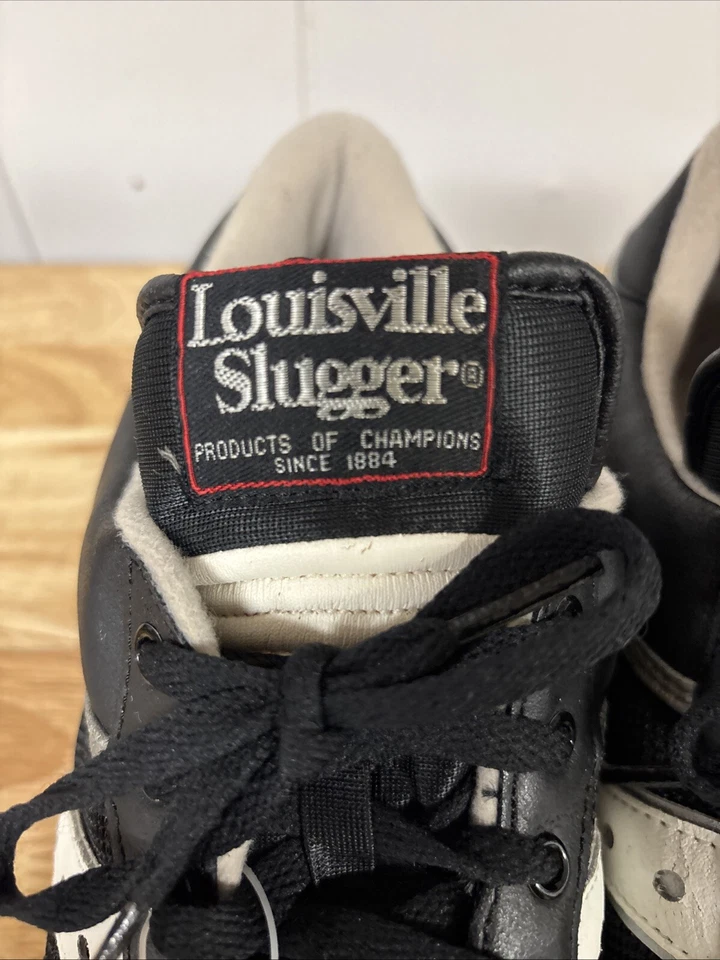 Louisville
Slugger®
PRODUCTS OF CHAMPIONS
SINCE 1884